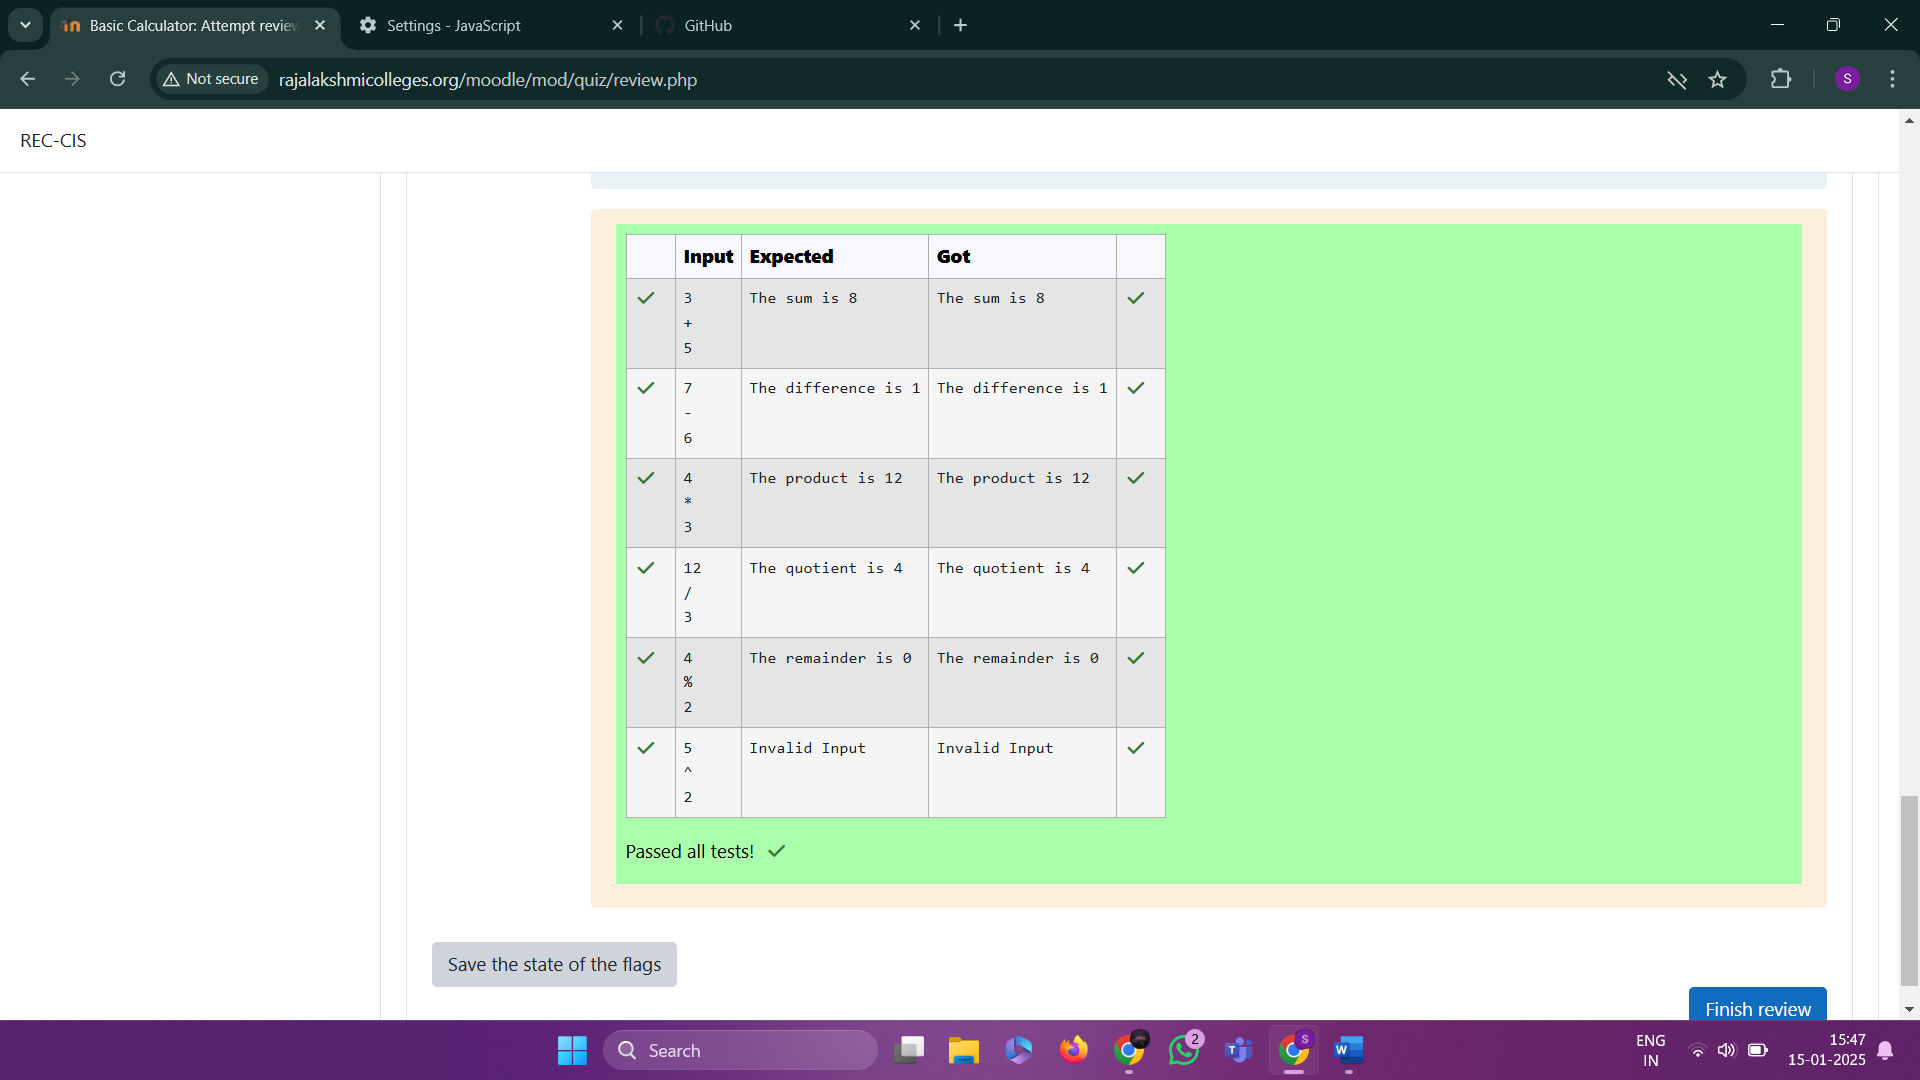 Basic Calculator: Attempt review
Settings - JavaScript
GitHub
Not secure
rajalakshmicolleges.org/moodle/mod/quiz/review.php
S
REC-CIS
Input Expected Got
3 The sum is 8 The sum is 8
+
5
7 The difference is 1 The difference is 1
-
6
4 The product is 12 The product is 12
*
3
12 The quotient is 4 The quotient is 4
/
3
4 The remainder is 0 The remainder is 0
%
2
5 Invalid Input Invalid Input
^
2
Passed all tests!
Save the state of the flags
Finish review
Search
2
T
S
W
ENG
IN
15:47
15-01-2025